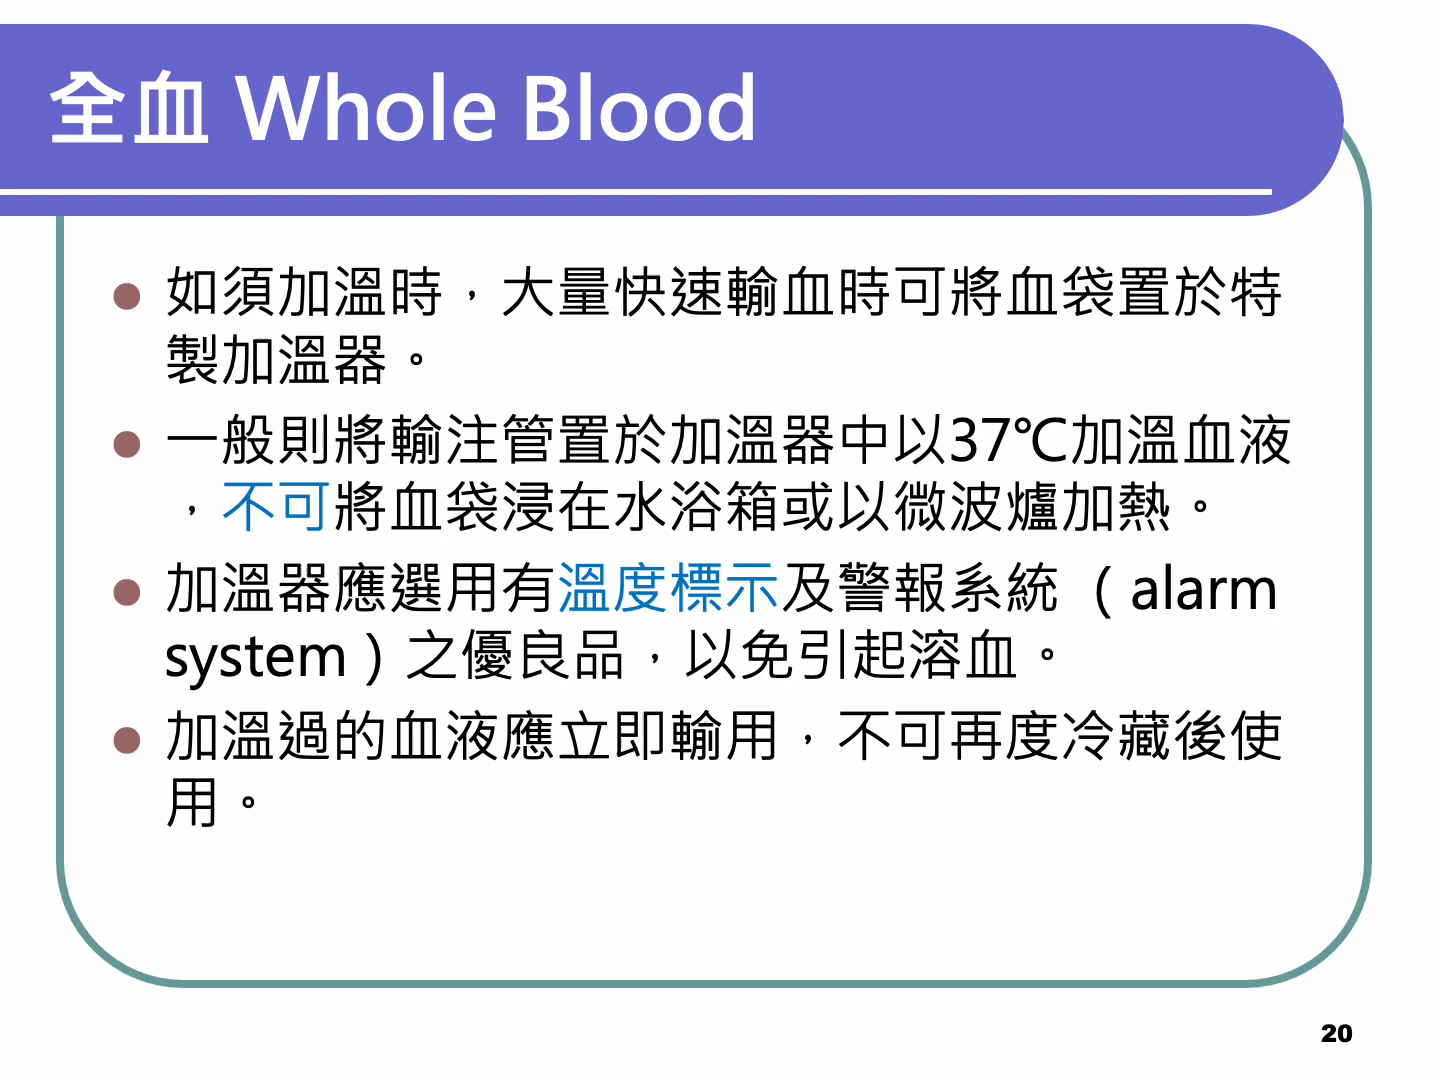 全血 Whole Blood
如須加溫時，大量快速輸血時可將血袋置於特
製加溫器。
一般則將輸注管置於加溫器中以37℃加溫血液
，不可將血袋浸在水浴箱或以微波爐加熱。
加溫器應選用有溫度標示及警報系統 （alarm
system）之優良品，以免引起溶血。
加溫過的血液應立即輸用，不可再度冷藏後使
用。
20